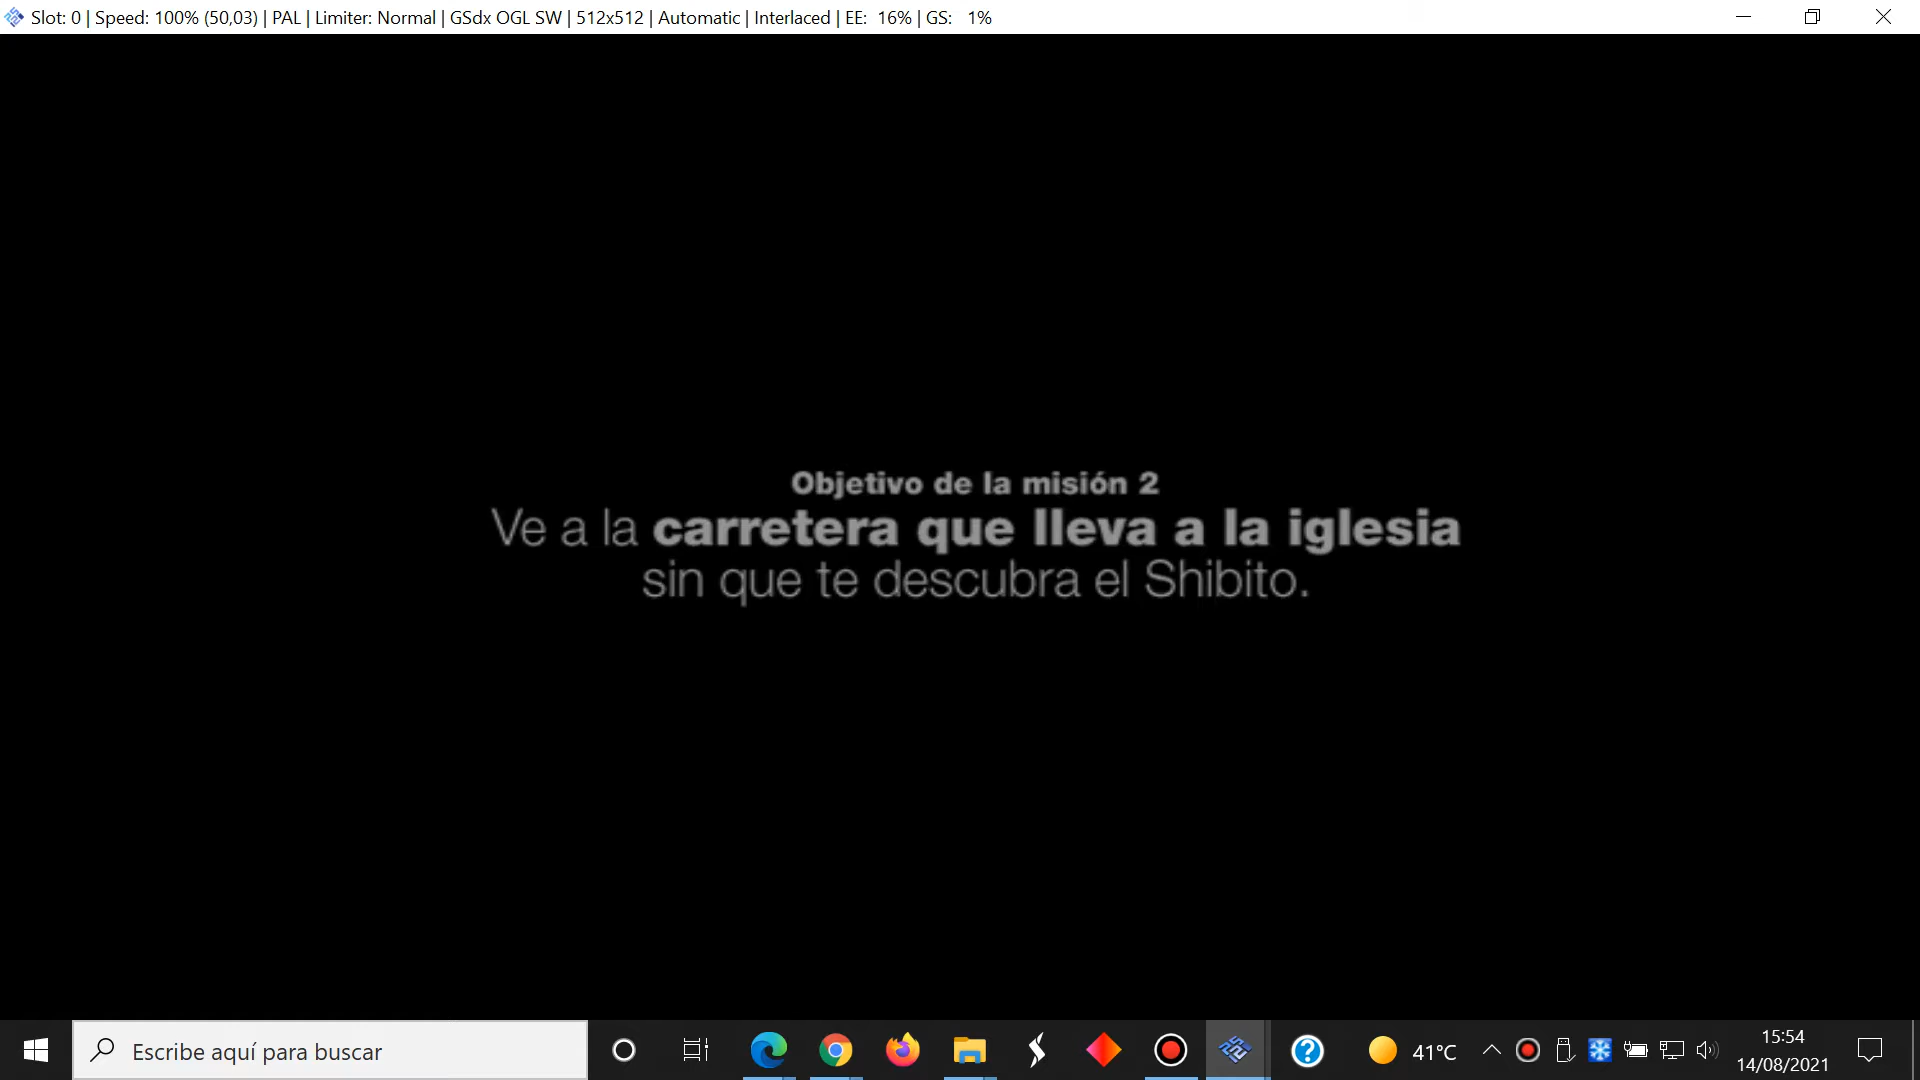 Slot: 0 | Speed: 100% (50,03) | PAL | Limiter: Normal | GSdx OGL SW | 512x512 | Automatic | Interlaced | EE: 16% | GS: 1%
Objetivo de la misión 2
Ve a la carretera que lleva a la iglesia
sin que te descubra el Shibito.
Escribe aquí para buscar
41°C
15:54
14/08/2021